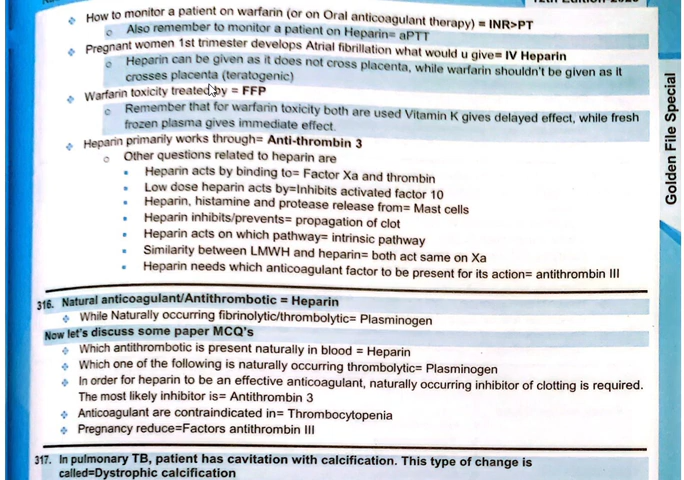 How to monitor a patient on warfarin (or on Oral anticoagulant therapy) = INR>PT
Also remember to monitor a patient on Heparin= aPTT
Pregnant women 1st trimester develops Atrial fibrillation what would u give= IV Heparin
Heparin can be given as it does not cross placenta, while warfarin shouldn't be given as it
crosses placenta (teratogenic)
Warfarin toxicity treated by = FFP
Remember that for warfarin toxicity both are used Vitamin K gives delayed effect, while fresh
frozen plasma gives immediate effect.
Heparin primarily works through= Anti-thrombin 3
Other questions related to heparin are
Heparin acts by binding to= Factor Xa and thrombin
Low dose heparin acts by=Inhibits activated factor 10
Heparin, histamine and protease release from= Mast cells
Heparin inhibits/prevents= propagation of clot
Heparin acts on which pathway= intrinsic pathway
Similarity between LMWH and heparin= both act same on Xa
Heparin needs which anticoagulant factor to be present for its action= antithrombin III
316. Natural anticoagulant/Antithrombotic = Heparin
While Naturally occurring fibrinolytic/thrombolytic= Plasminogen
Now let's discuss some paper MCQ's
Which antithrombotic is present naturally in blood = Heparin
Which one of the following is naturally occurring thrombolytic= Plasminogen
In order for heparin to be an effective anticoagulant, naturally occurring inhibitor of clotting is required.
The most likely inhibitor is= Antithrombin 3
Anticoagulant are contraindicated in= Thrombocytopenia
Pregnancy reduce=Factors antithrombin III
317. In pulmonary TB, patient has cavitation with calcification. This type of change is
called=Dystrophic calcification
Golden File Special